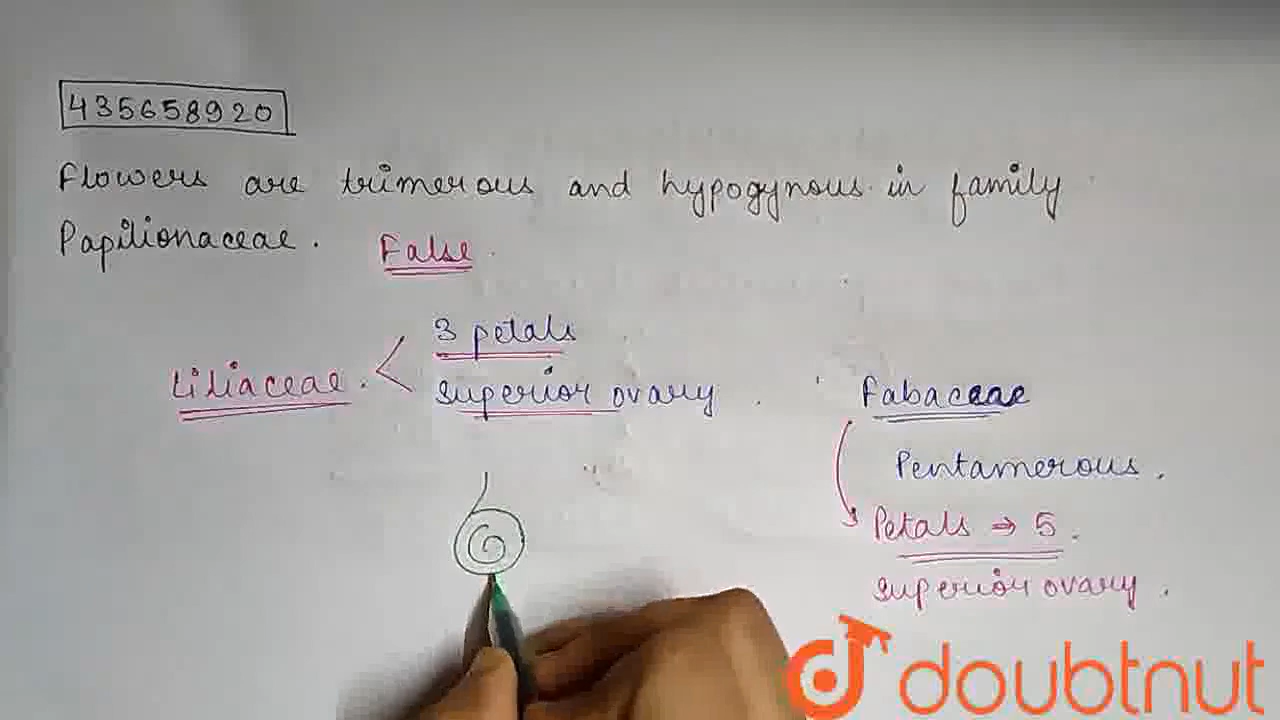 435658920
Flowers are trimerous and hypogynous in family
Papilionaceae. False.
3 petals
Liliaceae. < superior ovary.
Fabaceae
Pentamerous.
Petals ⇒ 5.
superior ovary.
doubtnut